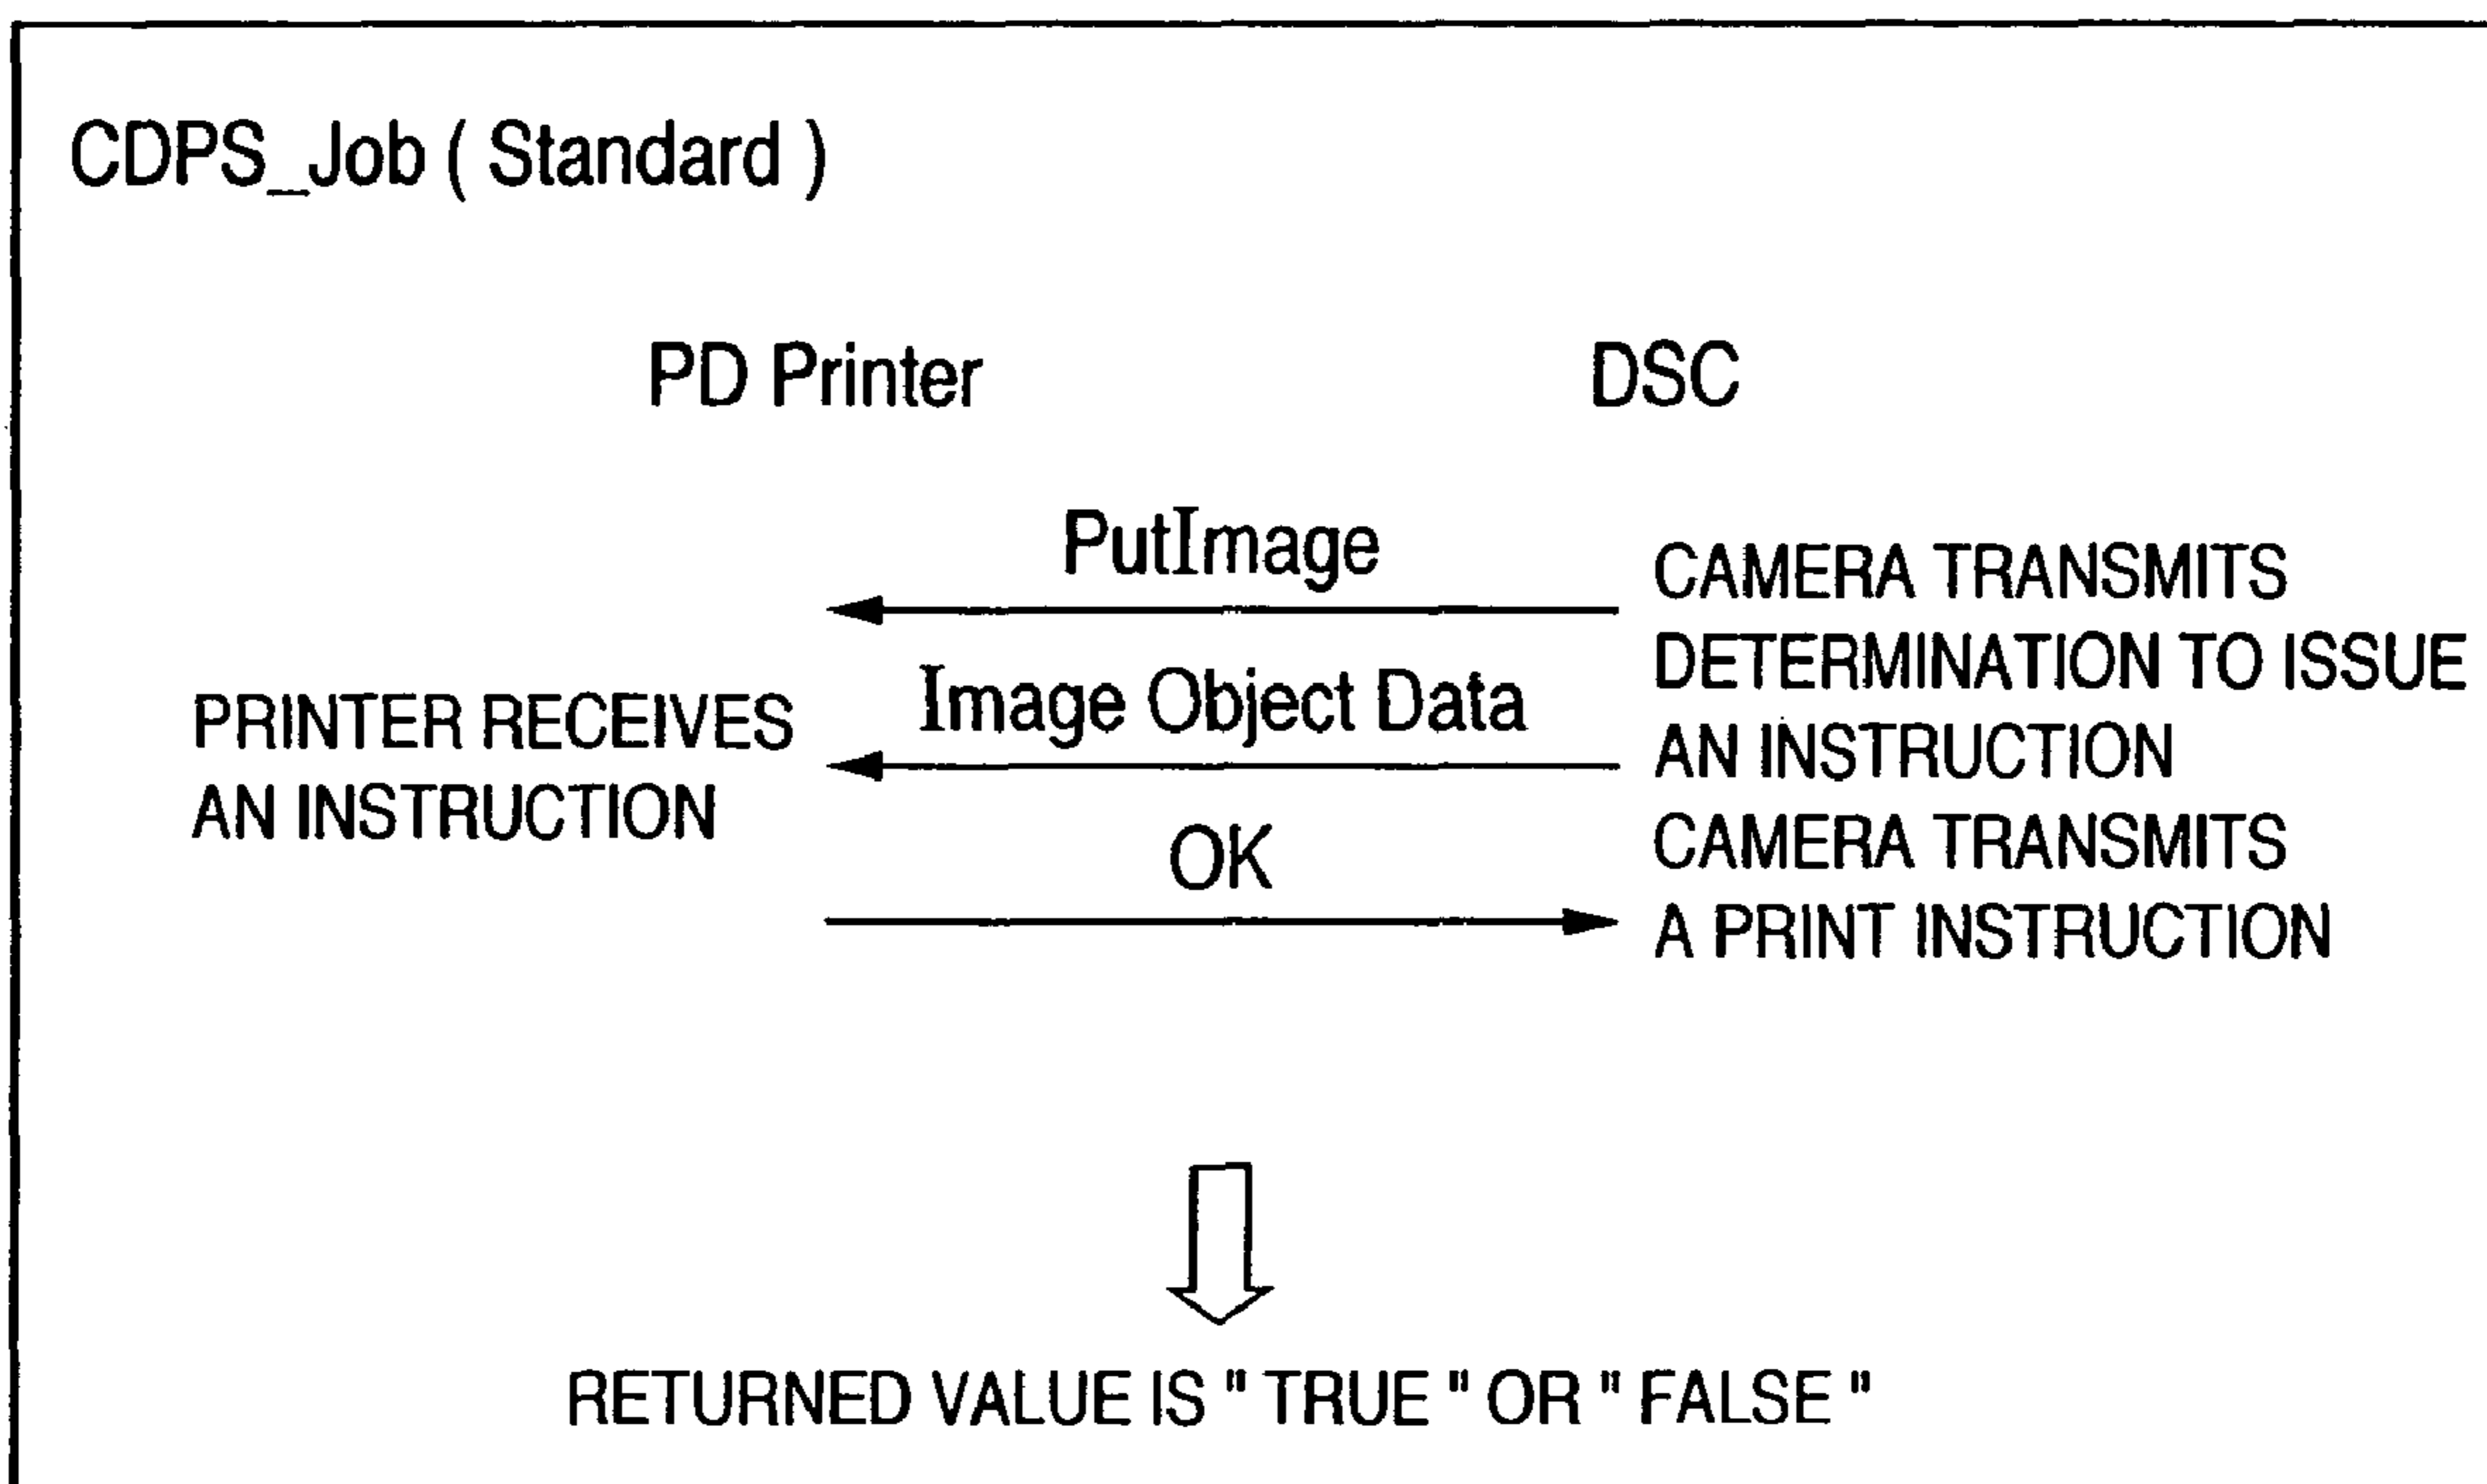 CDPS_Job ( Standard )
PD Printer
DSC
PutImage
Image Object Data
OK
PRINTER RECEIVES
AN INSTRUCTION
CAMERA TRANSMITS
DETERMINATION TO ISSUE
AN INSTRUCTION
CAMERA TRANSMITS
A PRINT INSTRUCTION
RETURNED VALUE IS " TRUE " OR " FALSE "